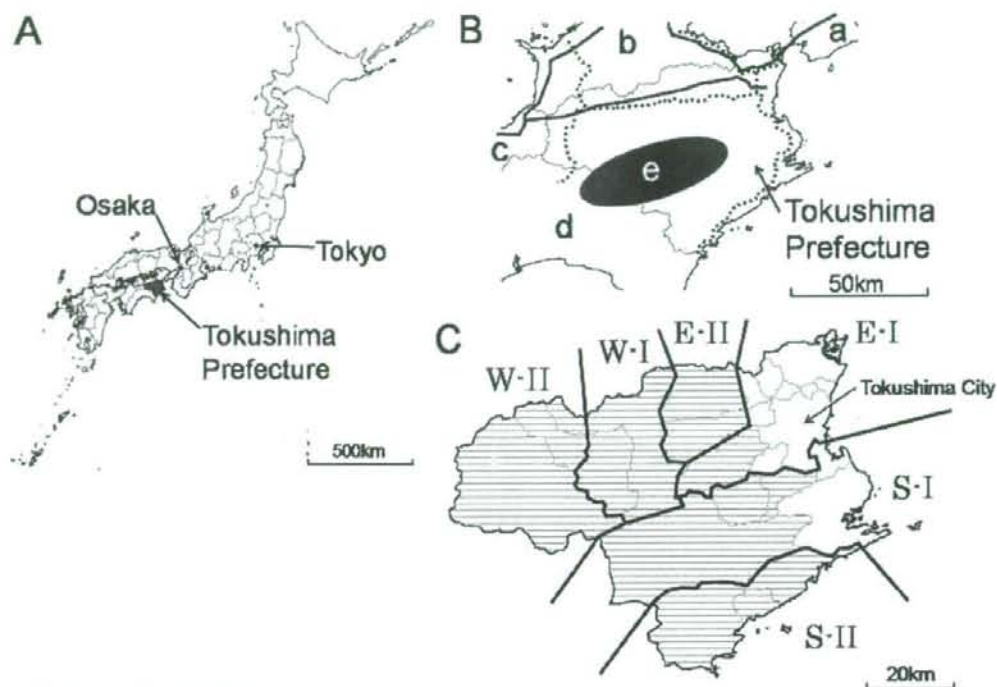 A
Osaka
Tokyo
Tokushima
Prefecture
500km
B
a
b
c
d
e
Tokushima
Prefecture
50km
C
W-II
W-I
E-II
E-I
Tokushima City
S-I
S-II
20km